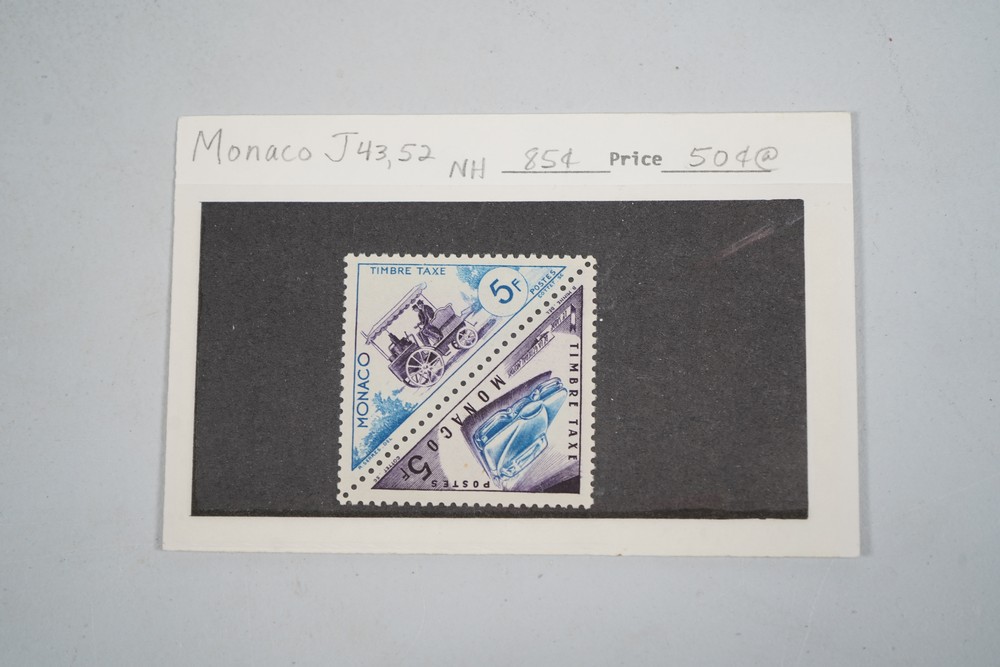 Monaco J43,52 NH 85¢ Price 50¢@
TIMBRE TAXE
5F
POSTES
MONACO
TIMBRE TAXE
MONACO
5F
POSTES